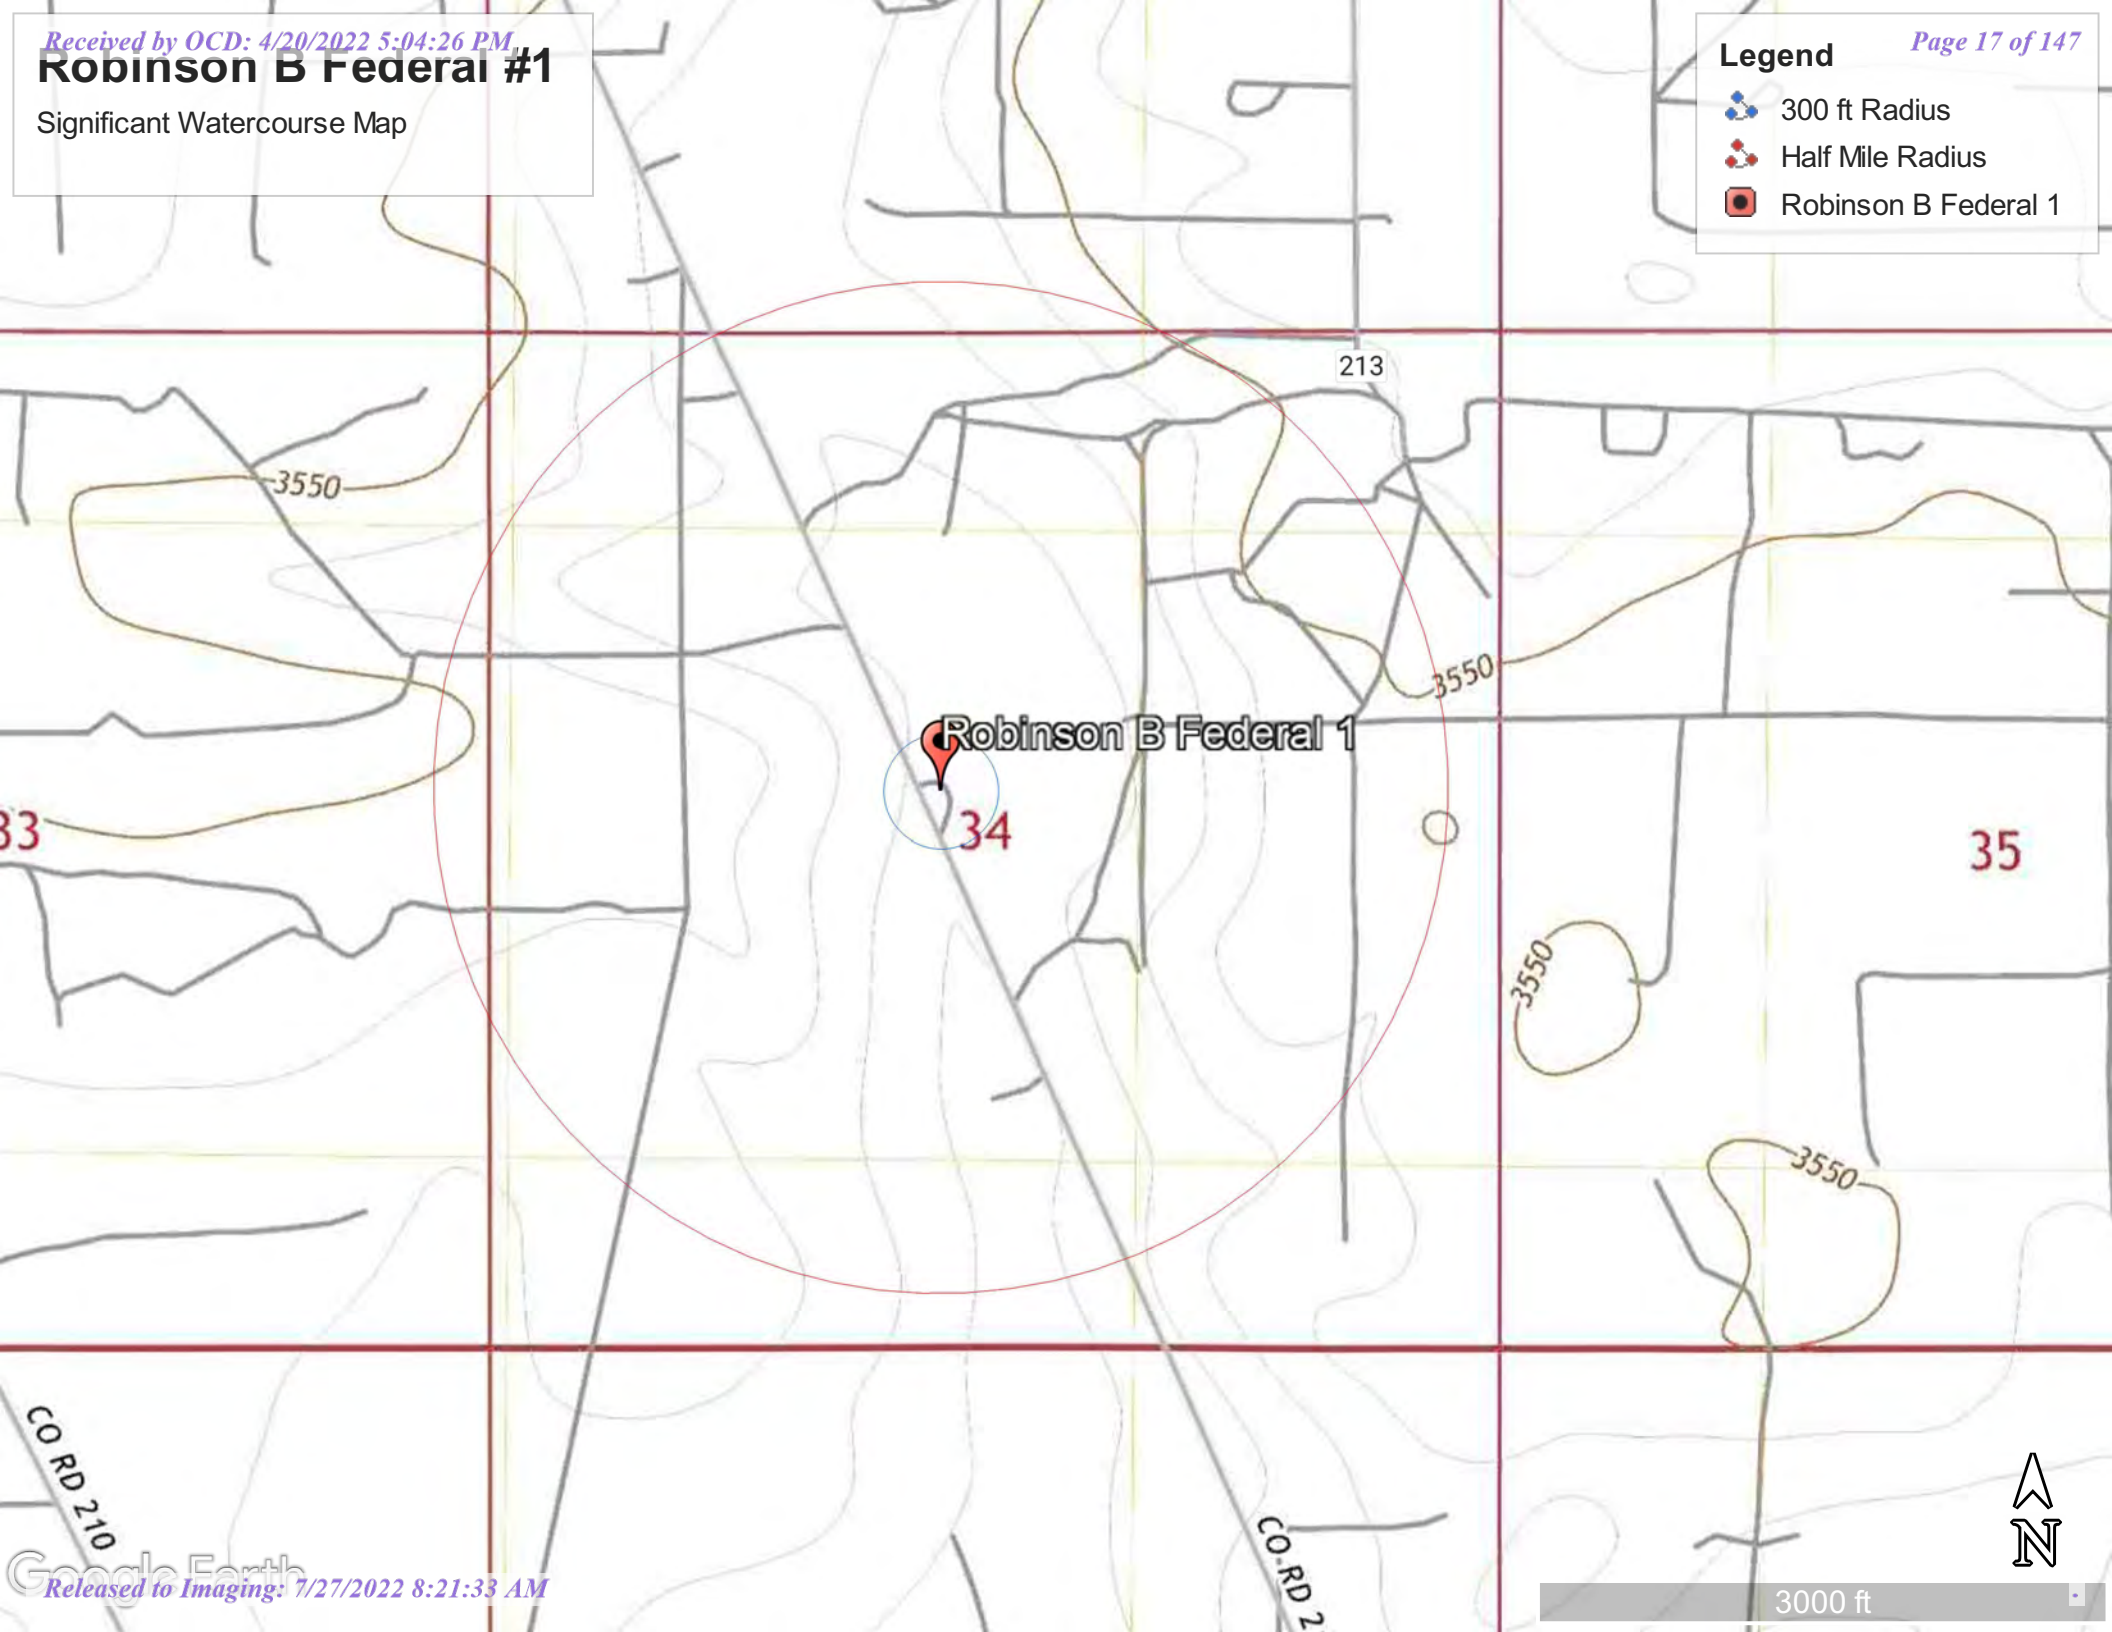 Received by OCD: 4/20/2022 5:04:26 PM
Page 17 of 147
Robinson B Federal #1
Significant Watercourse Map
Legend
300 ft Radius
Half Mile Radius
Robinson B Federal 1
213
3550
3550
Robinson B Federal 1
33
34
35
3550
3550
CO RD 210
CO RD 2
N
Google Earth
Released to Imaging: 7/27/2022 8:21:33 AM
3000 ft